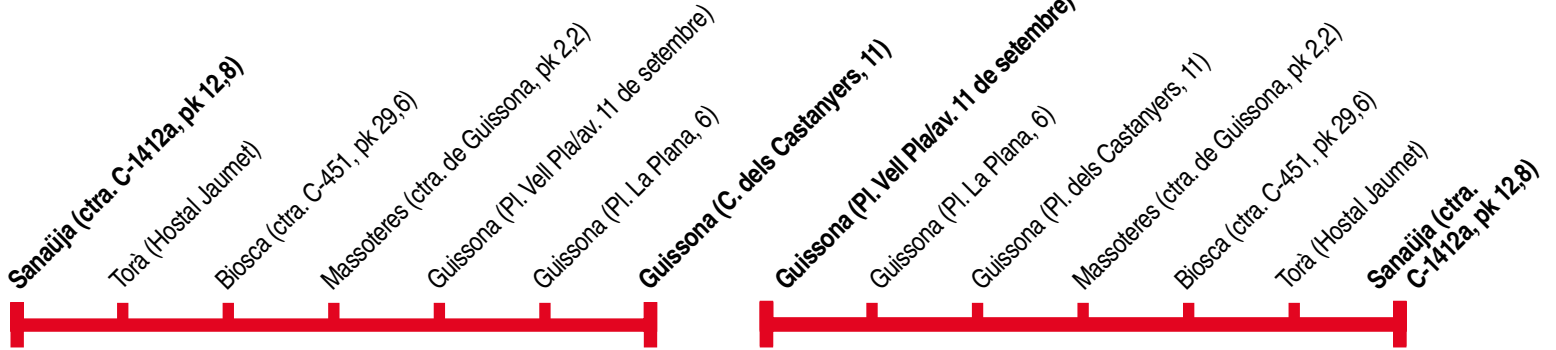 Sanaüja (ctra. C-1412a, pk 12,8)
Torà (Hostal Jaumet)
Biosca (ctra. C-451, pk 29,6)
Massoteres (ctra. de Guissona, pk 2,2)
Guissona (Pl. Vell Pla/av. 11 de setembre)
Guissona (Pl. La Plana, 6)
Guissona (C. dels Castanyers, 11)
Guissona (Pl. Vell Pla/av. 11 de setembre)
Guissona (Pl. La Plana, 6)
Guissona (Pl. dels Castanyers, 11)
Massoteres (ctra. de Guissona, pk 2,2)
Biosca (ctra. C-451, pk 29,6)
Torà (Hostal Jaumet)
Sanaüja (ctra.
C-1412a, pk 12,8)